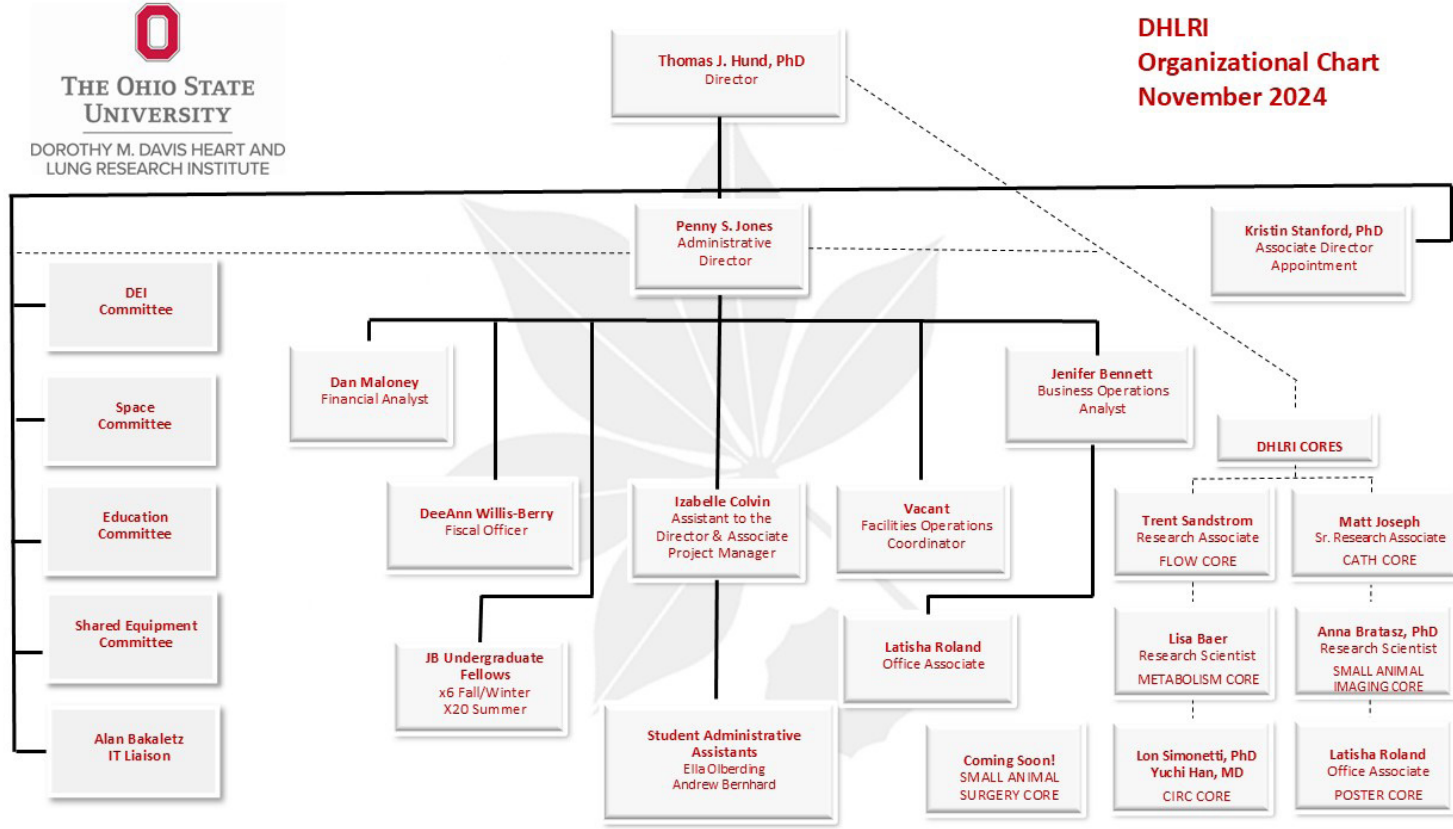 THE OHIO STATE
UNIVERSITY
DOROTHY M. DAVIS HEART AND
LUNG RESEARCH INSTITUTE
DHLRI
Organizational Chart
November 2024
Thomas J. Hund, PhD
Director
Penny S. Jones
Administrative
Director
Kristin Stanford, PhD
Associate Director
Appointment
DEI
Committee
Space
Committee
Education
Committee
Shared Equipment
Committee
Alan Bakaletz
IT Liaison
Dan Maloney
Financial Analyst
Jenifer Bennett
Business Operations
Analyst
DeeAnn Willis-Berry
Fiscal Officer
Izabelle Colvin
Assistant to the
Director & Associate
Project Manager
Vacant
Facilities Operations
Coordinator
JB Undergraduate
Fellows
x6 Fall/Winter
X20 Summer
Latisha Roland
Office Associate
Student Administrative
Assistants
Ella Olberding
Andrew Bernhard
DHLRI CORES
Trent Sandstrom
Research Associate
FLOW CORE
Matt Joseph
Sr. Research Associate
CATH CORE
Lisa Baer
Research Scientist
METABOLISM CORE
Anna Bratasz, PhD
Research Scientist
SMALL ANIMAL
IMAGING CORE
Coming Soon!
SMALL ANIMAL
SURGERY CORE
Lon Simonetti, PhD
Yuchi Han, MD
CIRC CORE
Latisha Roland
Office Associate
POSTER CORE